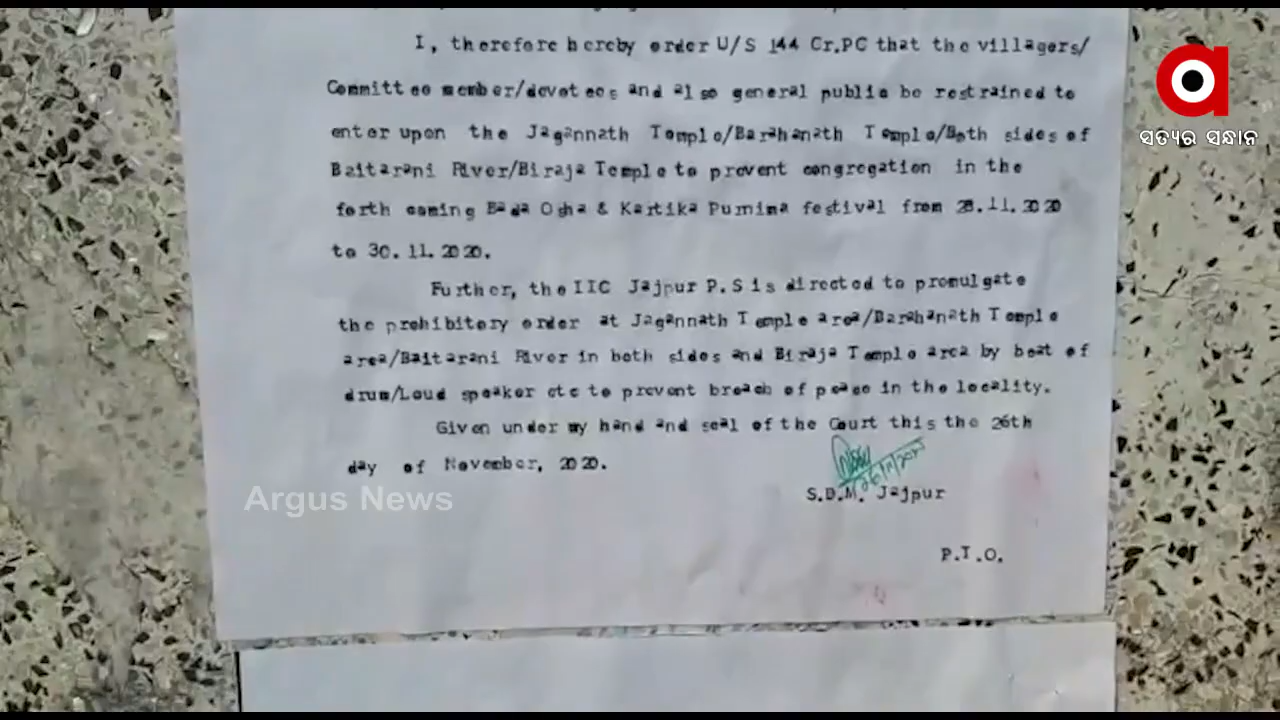 I, therefore hereby order U/S 144 Cr.PC that the villagers/
Committee member/devotees and also general public be restrained to
enter upon the Jagannath Temple/Barahanath Temple/Both sides of
Baitarani River/Biraja Temple to prevent congregation in the
forth coming Bada Osha & Kartika Purnima festival from 28.11.2020
to 30.11.2020.
Further, the IIC Jajpur P.S is directed to promulgate
the prohibitory order at Jagannath Temple area/Barahanath Temple
area/Baitarani River in both sides and Biraja Temple area by beat of
drum/Loud speaker etc to prevent breach of peace in the locality.
Given under my hand and seal of the Court this the 26th
day of November, 2020.
26/11/2020
S.D.M. Jajpur
P.T.O.
Argus News
a
ସତ୍ୟର ସନ୍ଧାନ